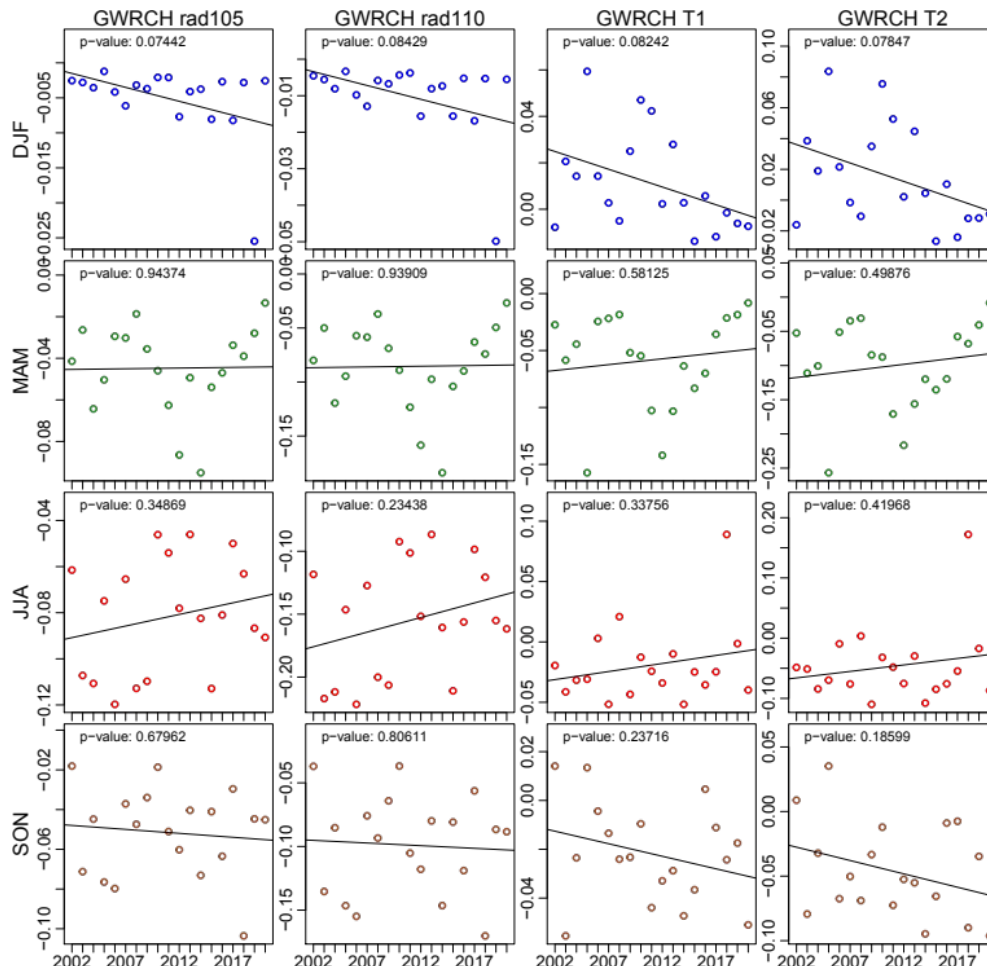 GWRCH rad105 GWRCH rad110 GWRCH T1 GWRCH T2
DJF
p-value: 0.07442
−0.005
−0.015
−0.025
p-value: 0.08429
−0.01
−0.03
−0.05
p-value: 0.08242
0.04
0.00
p-value: 0.07847
0.10
0.06
0.02
−0.02
MAM
p-value: 0.94374
0.00
−0.04
−0.08
p-value: 0.93909
0.00
−0.05
−0.15
p-value: 0.58125
0.00
−0.05
−0.15
p-value: 0.49876
−0.05
−0.15
−0.25
JJA
p-value: 0.34869
−0.04
−0.08
−0.12
p-value: 0.23438
−0.10
−0.15
−0.20
p-value: 0.33756
0.10
0.05
0.00
−0.05
p-value: 0.41968
0.20
0.10
0.00
−0.10
SON
p-value: 0.67962
−0.02
−0.06
−0.10
p-value: 0.80611
−0.05
−0.10
−0.15
p-value: 0.23716
0.02
−0.04
p-value: 0.18599
0.05
0.00
−0.05
−0.10
2002 2007 2012 2017 2002 2007 2012 2017 2002 2007 2012 2017 2002 2007 2012 2017